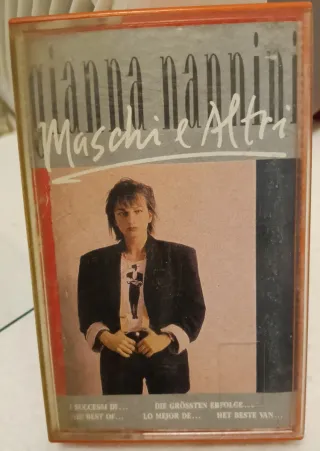 gianna nannini
Maschi e Altri
I SUCCESSI DI... DIE GRÖSSTEN ERFOLGE...
THE BEST OF... LO MEJOR DE... HET BESTE VAN...